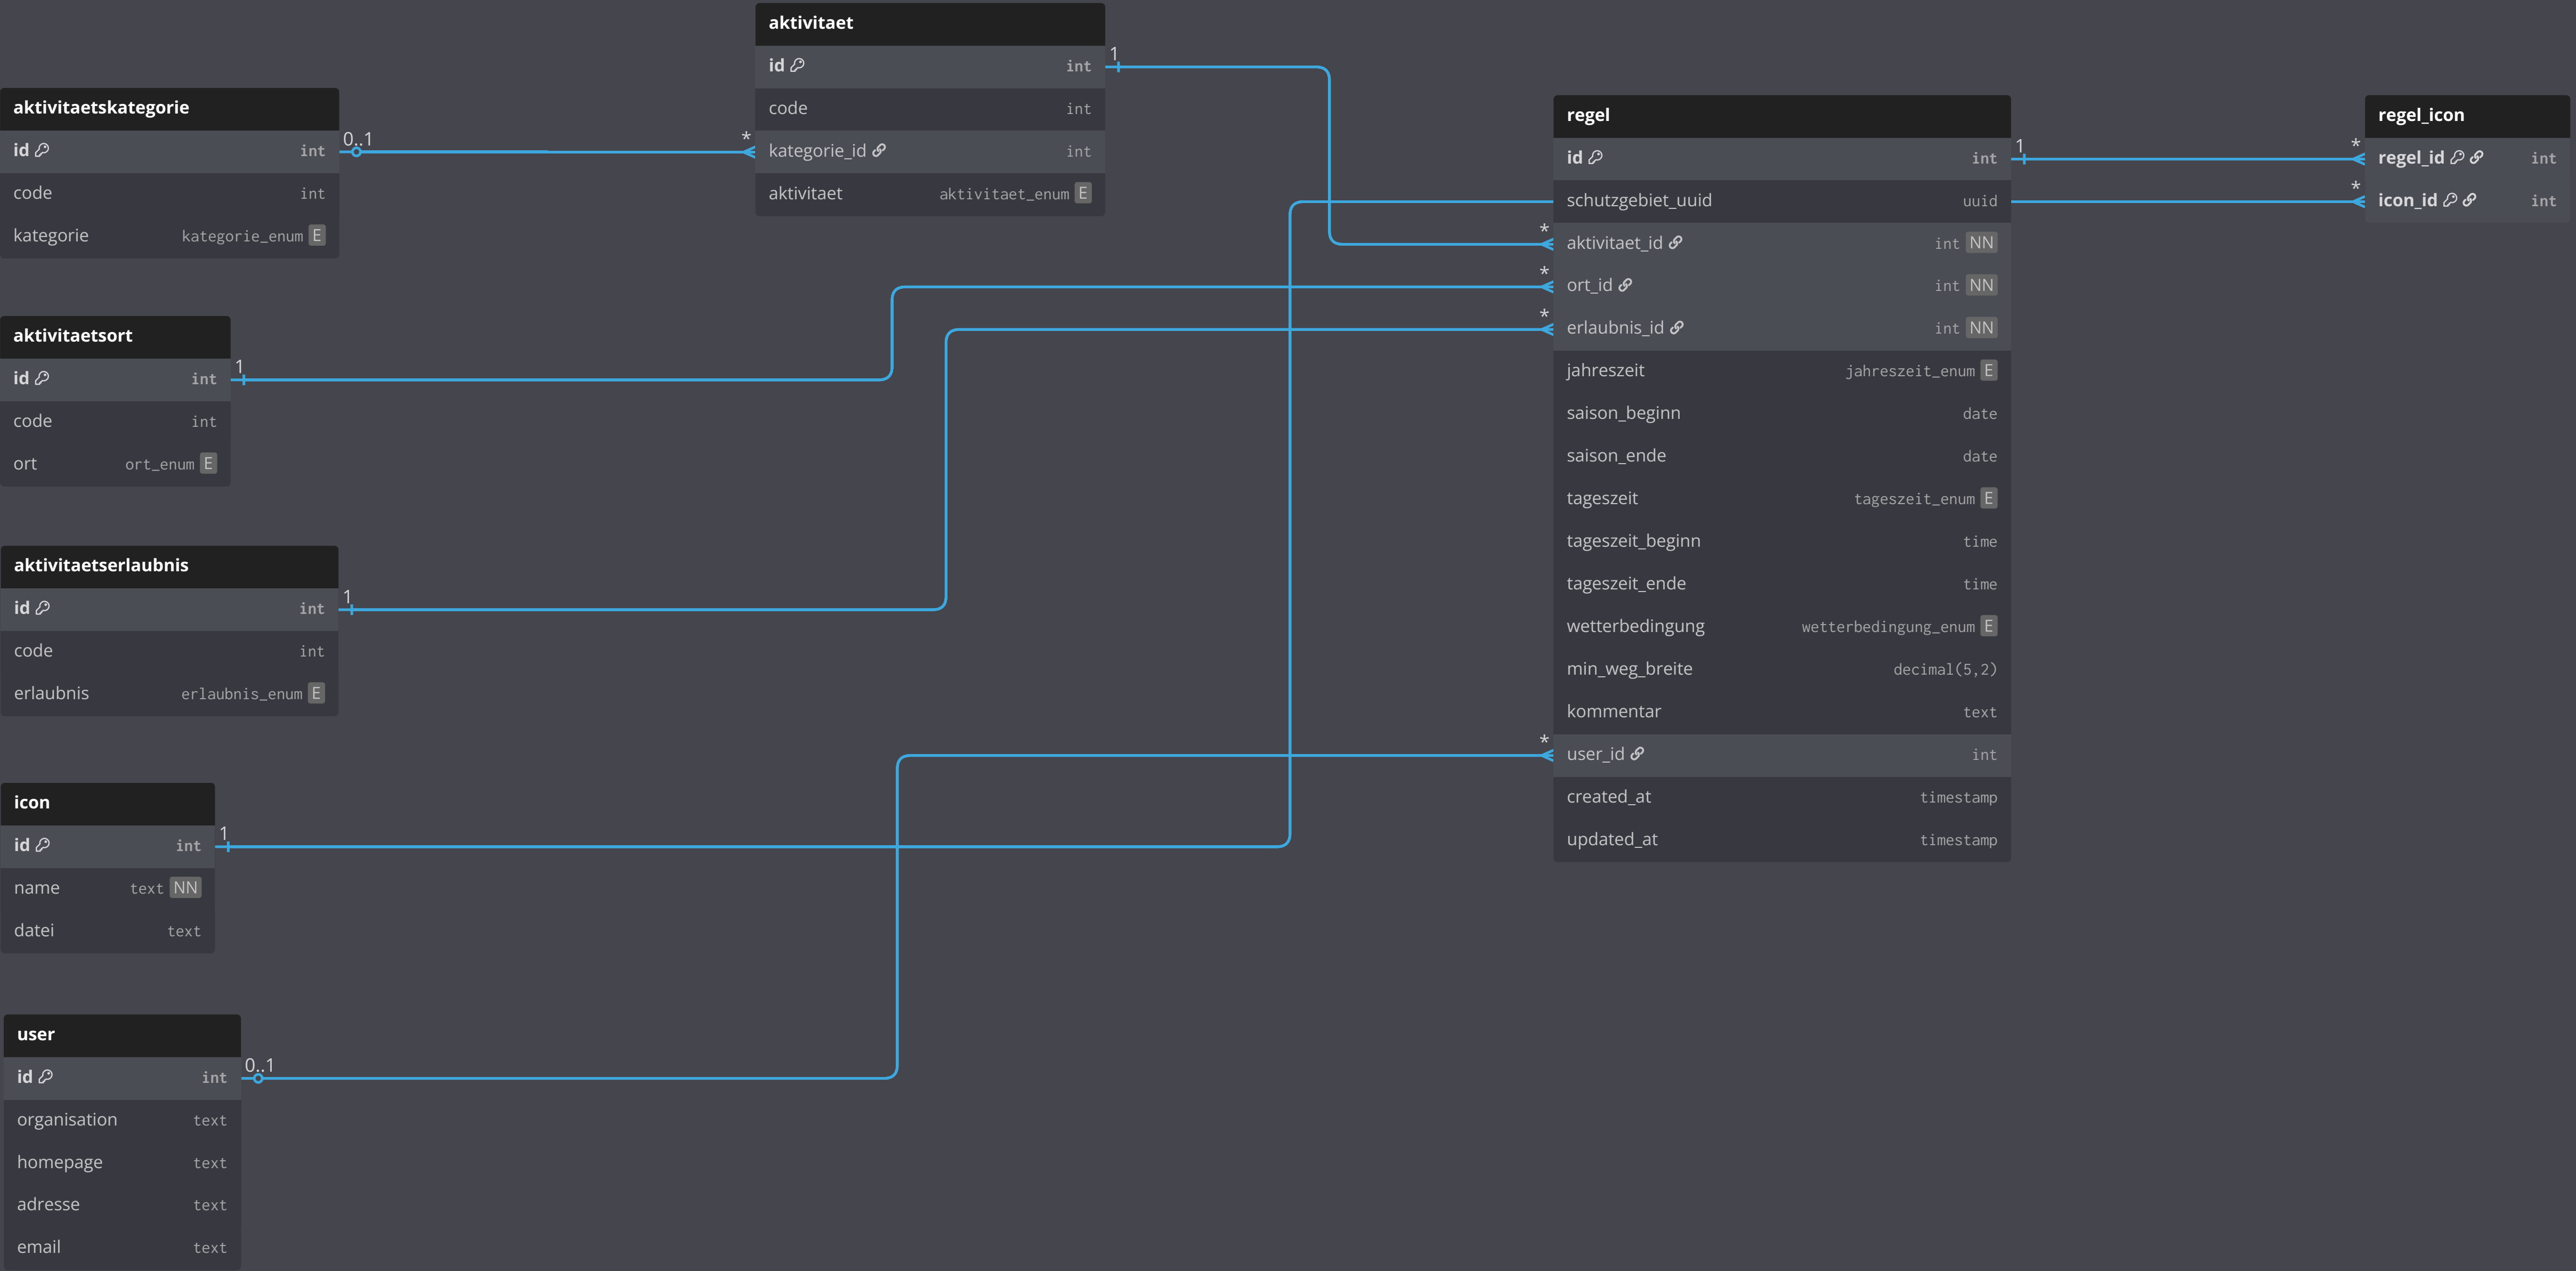 aktivitaet
id int
code int
kategorie_id int
aktivitaet aktivitaet_enum E
1
*
aktivitaetskategorie
id int
code int
kategorie kategorie_enum E
0..1
aktivitaetsort
id int
code int
ort ort_enum E
1
aktivitaetserlaubnis
id int
code int
erlaubnis erlaubnis_enum E
1
icon
id int
name text NN
datei text
1
user
id int
organisation text
homepage text
adresse text
email text
0..1
regel
id int
schutzgebiet_uuid uuid
aktivitaet_id int NN
ort_id int NN
erlaubnis_id int NN
jahreszeit jahreszeit_enum E
saison_beginn date
saison_ende date
tageszeit tageszeit_enum E
tageszeit_beginn time
tageszeit_ende time
wetterbedingung wetterbedingung_enum E
min_weg_breite decimal(5,2)
kommentar text
user_id int
created_at timestamp
updated_at timestamp
*
*
*
*
1
regel_icon
regel_id int
icon_id int
*
*